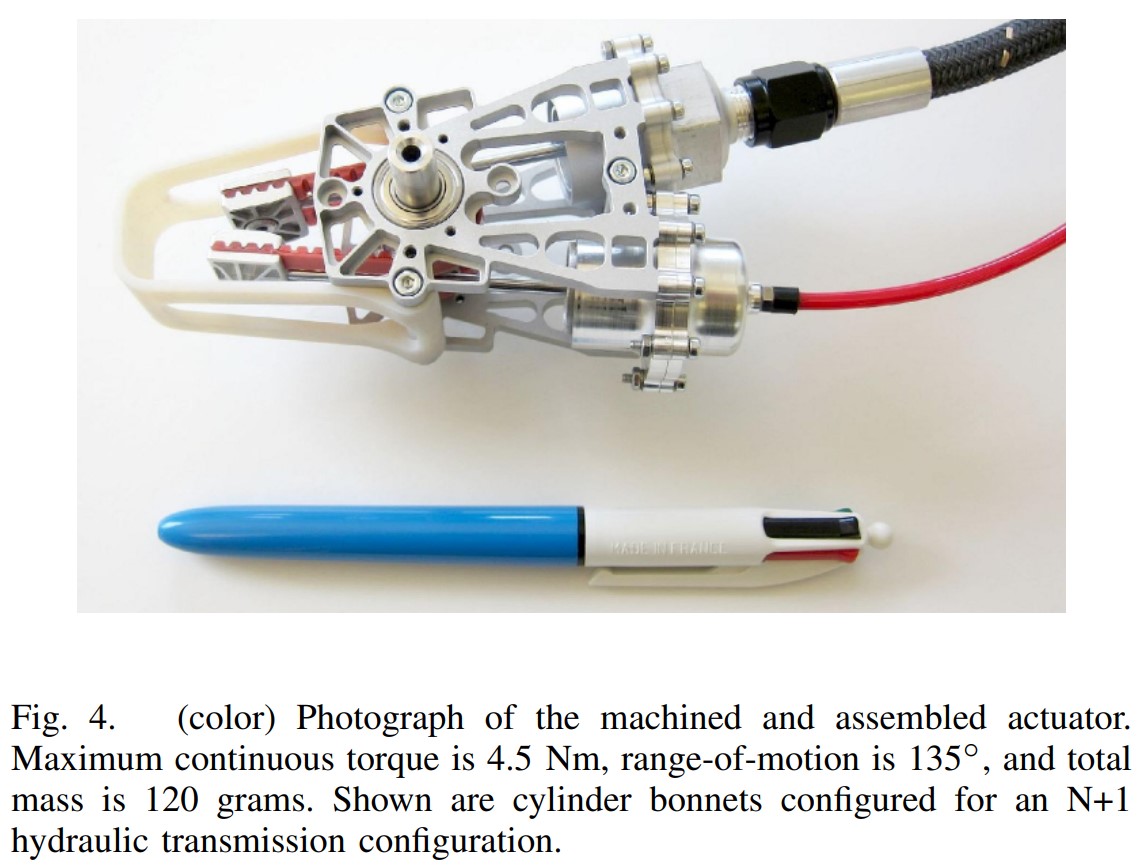 MADE IN FRANCE
Fig. 4. (color) Photograph of the machined and assembled actuator.
Maximum continuous torque is 4.5 Nm, range-of-motion is 135°, and total
mass is 120 grams. Shown are cylinder bonnets configured for an N+1
hydraulic transmission configuration.